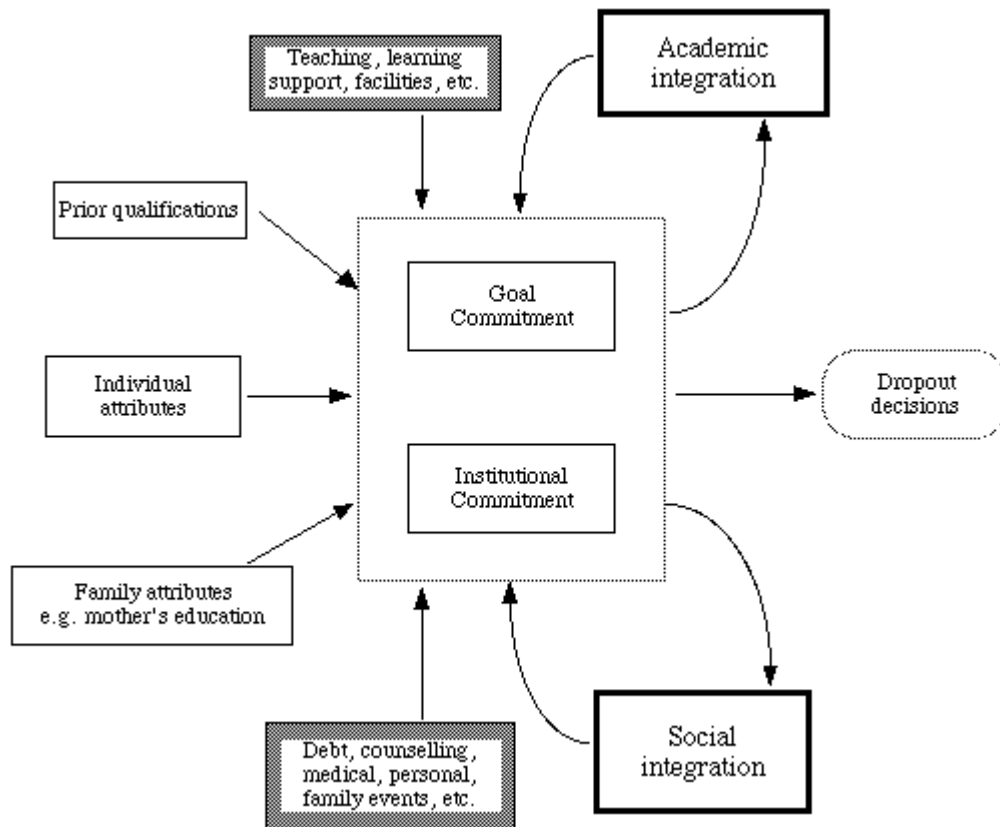 Teaching, learning
support, facilities, etc.
Academic
integration
Prior qualifications
Goal
Commitment
Individual
attributes
Dropout
decisions
Institutional
Commitment
Family attributes
e.g. mother's education
Debt, counselling,
medical, personal,
family events, etc.
Social
integration